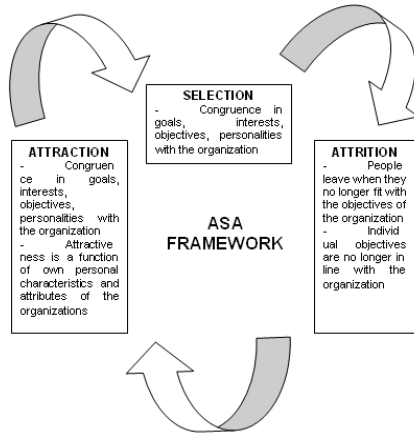 SELECTION
- Congruence in
goals, interests,
objectives, personalities
with the organization
ATTRACTION
- Congruen
ce in goals,
interests,
objectives,
personalities with
the organization
- Attractive
ness is a function
of own personal
characteristics and
attributes of the
organizations
ATTRITION
- People
leave when they
no longer fit with
the objectives of
the organization
- Individ
ual objectives
are no longer in
line with the
organization
ASA
FRAMEWORK